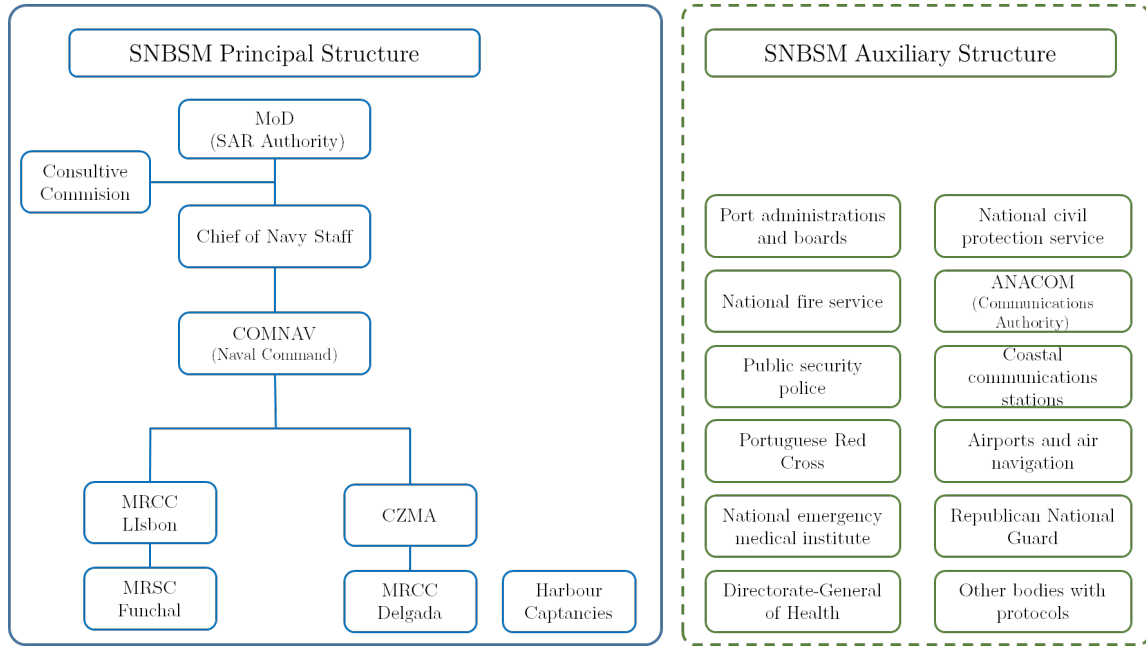 SNBSM Principal Structure
MoD
(SAR Authority)
Consultive
Commision
Chief of Navy Staff
COMNAV
(Naval Command)
MRCC
LIsbon
CZMA
MRSC
Funchal
MRCC
Delgada
Harbour
Captancies
SNBSM Auxiliary Structure
Port administrations
and boards
National civil
protection service
National fire service
ANACOM
(Communications
Authority)
Public security
police
Coastal
communications
stations
Portuguese Red
Cross
Airports and air
navigation
National emergency
medical institute
Republican National
Guard
Directorate-General
of Health
Other bodies with
protocols